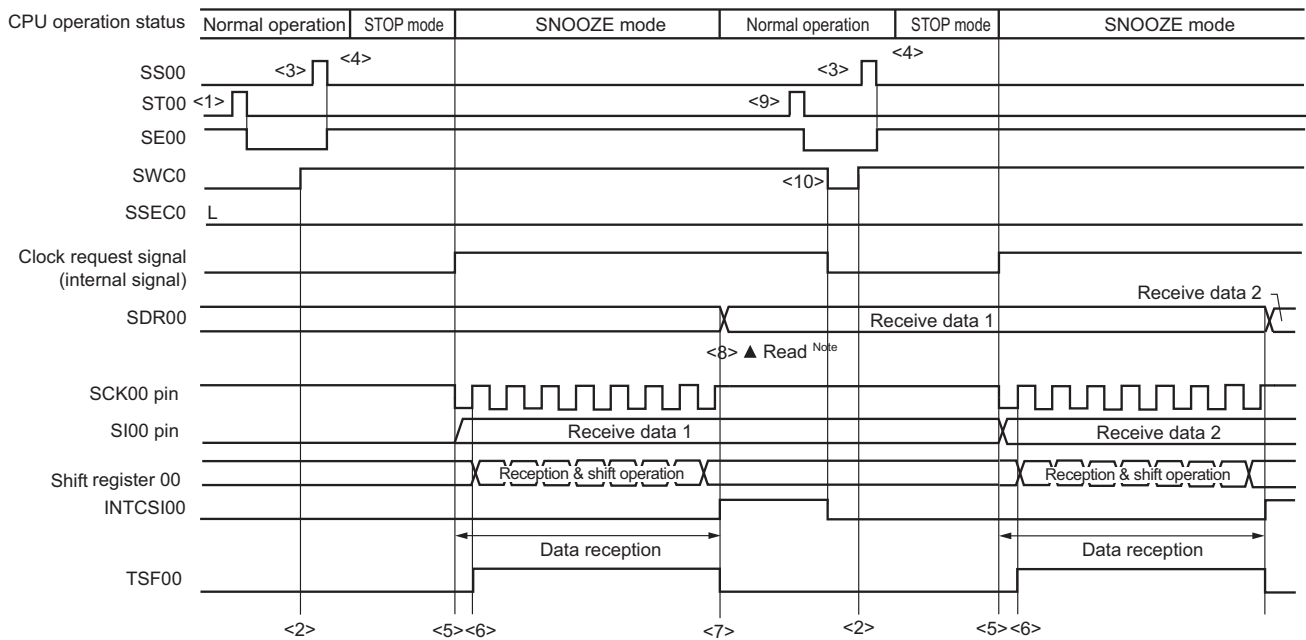 CPU operation status Normal operation STOP mode SNOOZE mode Normal operation STOP mode SNOOZE mode
<4> <4>
SS00 <3> <3>
ST00 <1> <9>
SE00
SWC0 <10>
SSEC0 L
Clock request signal
(internal signal)
Receive data 2
SDR00 Receive data 1
<8> ▲ Read Note
SCK00 pin
SI00 pin Receive data 1 Receive data 2
Shift register 00 Reception & shift operation Reception & shift operation
INTCSI00
Data reception Data reception
TSF00
<2> <5><6> <7> <2> <5><6>